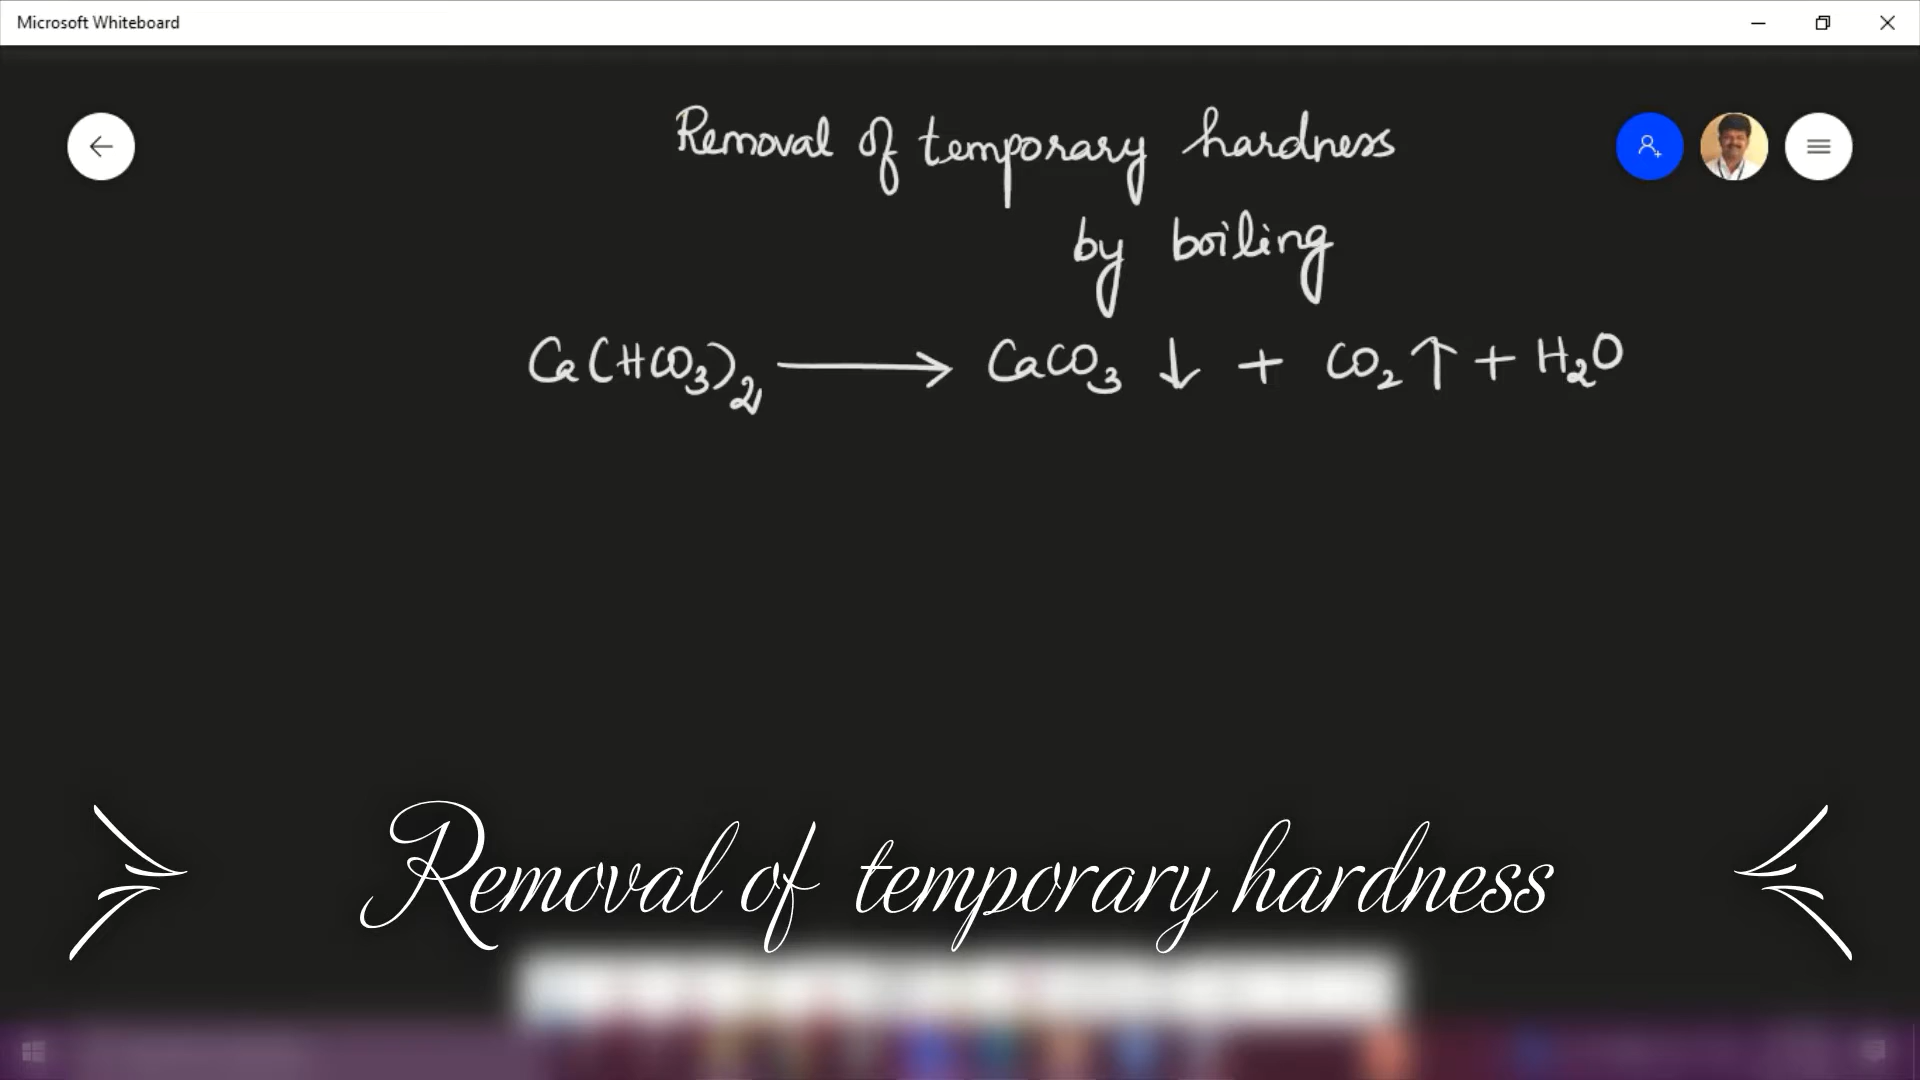 Microsoft Whiteboard
Removal of temporary hardness
by boiling
Ca(HCO₃)₂ ⟶ CaCO₃ ↓ + CO₂ ↑ + H₂O
Removal of temporary hardness